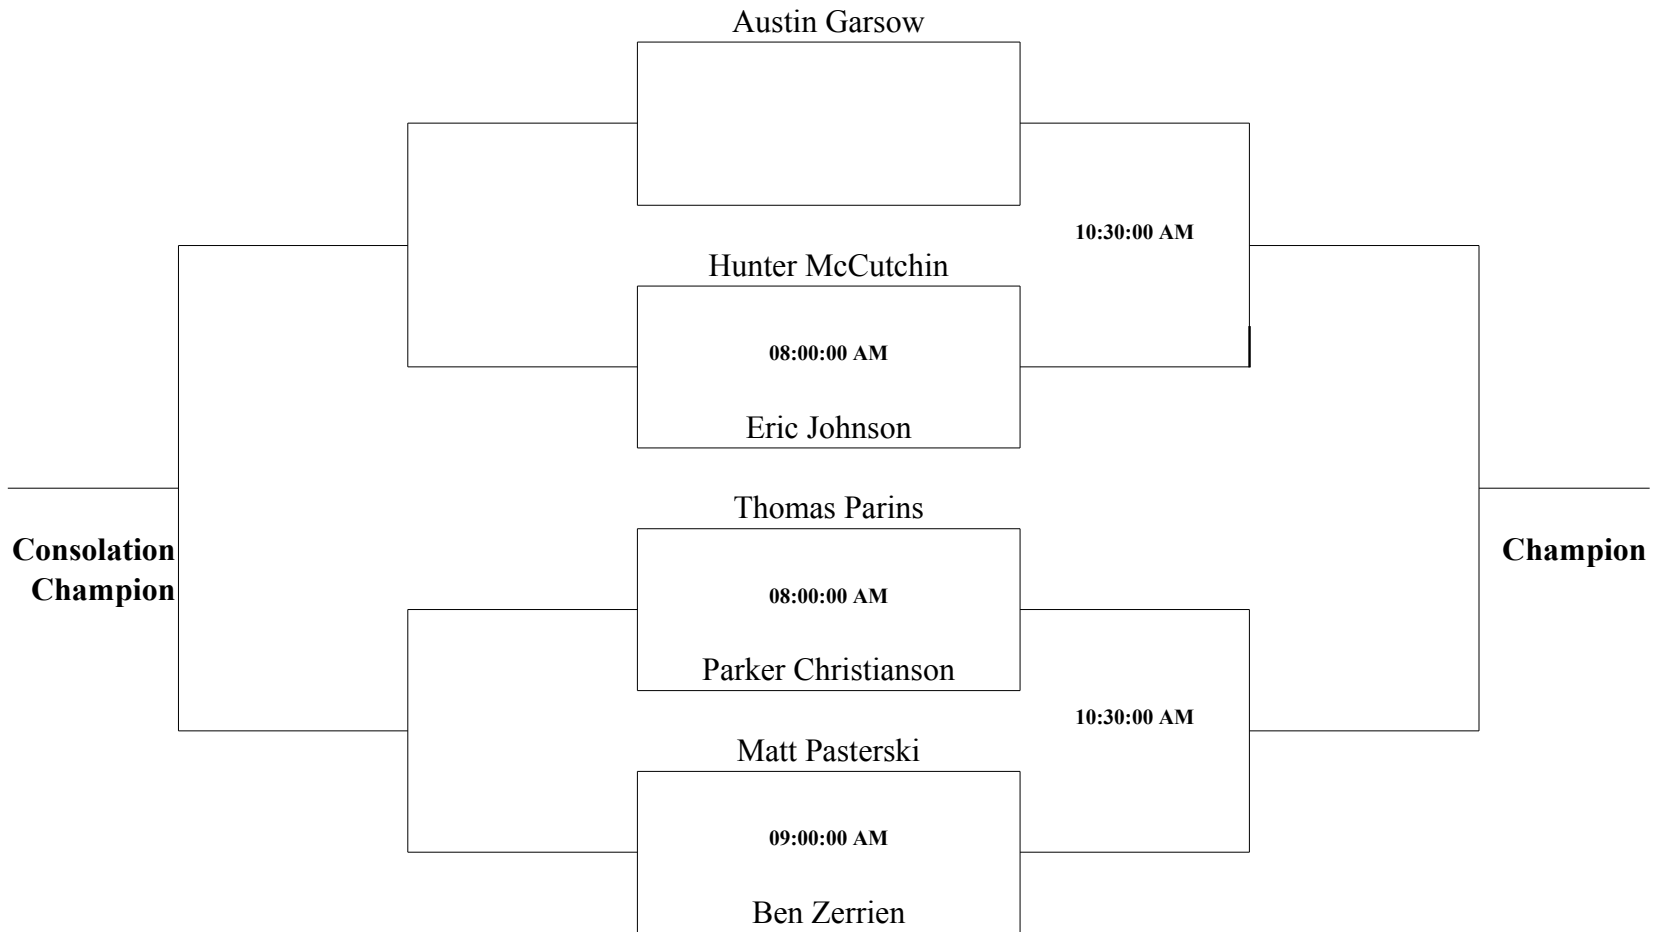 Austin Garsow
10:30:00 AM
Hunter McCutchin
08:00:00 AM
Eric Johnson
Thomas Parins
Consolation
Champion
Champion
08:00:00 AM
Parker Christianson
10:30:00 AM
Matt Pasterski
09:00:00 AM
Ben Zerrien